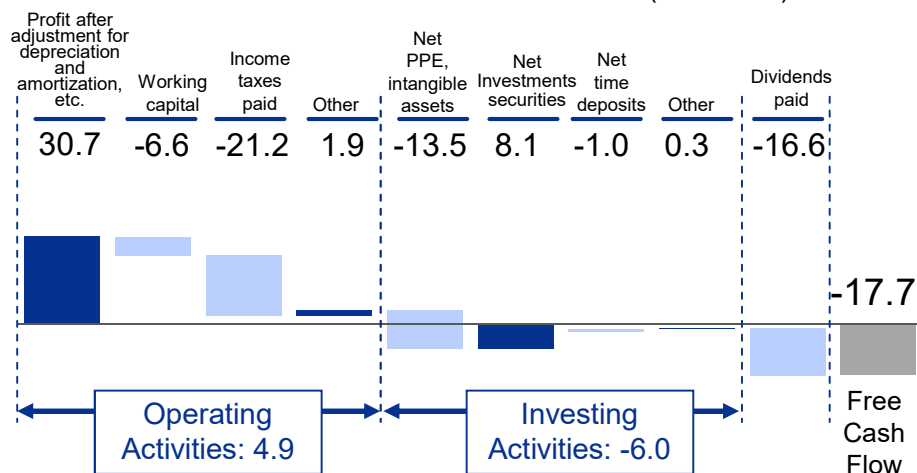 Profit after
adjustment for
depreciation
and
amortization,
etc.
Working
capital
Income
taxes
paid
Other
Net
PPE,
intangible
assets
Net
Investments
securities
Net
time
deposits
Other
Dividends
paid
30.7
-6.6
-21.2
1.9
-13.5
8.1
-1.0
0.3
-16.6
-17.7
Operating
Activities: 4.9
Investing
Activities: -6.0
Free
Cash
Flow